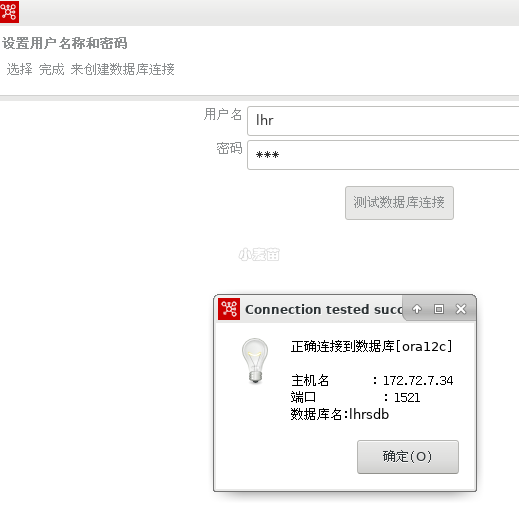 设置用户名称和密码
选择 完成 来创建数据库连接
用户名 lhr
密码 ***
测试数据库连接
小麦苗
Connection tested succ
正确连接到数据库[ora12c]
主机名 : 172.72.7.34
端口 : 1521
数据库名:lhrsdb
确定(O)